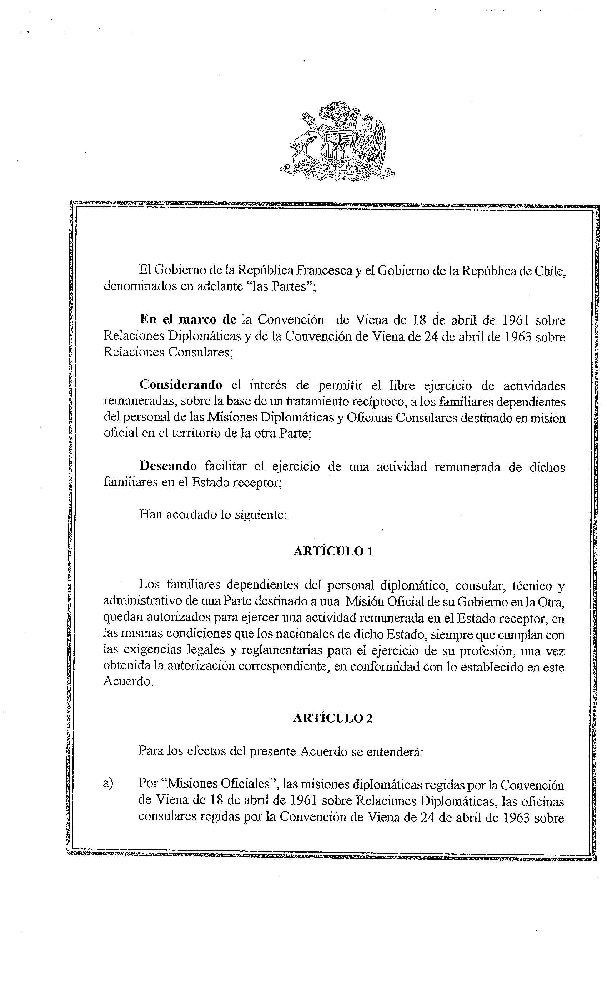 POR LA RAZON O LA FUERZA
El Gobierno de la República Francesca y el Gobierno de la República de Chile,
denominados en adelante “las Partes”;
En el marco de la Convención de Viena de 18 de abril de 1961 sobre
Relaciones Diplomáticas y de la Convención de Viena de 24 de abril de 1963 sobre
Relaciones Consulares;
Considerando el interés de permitir el libre ejercicio de actividades
remuneradas, sobre la base de un tratamiento recíproco, a los familiares dependientes
del personal de las Misiones Diplomáticas y Oficinas Consulares destinado en misión
oficial en el territorio de la otra Parte;
Deseando facilitar el ejercicio de una actividad remunerada de dichos
familiares en el Estado receptor;
Han acordado lo siguiente:
ARTÍCULO 1
Los familiares dependientes del personal diplomático, consular, técnico y
administrativo de una Parte destinado a una Misión Oficial de su Gobierno en la Otra,
quedan autorizados para ejercer una actividad remunerada en el Estado receptor, en
las mismas condiciones que los nacionales de dicho Estado, siempre que cumplan con
las exigencias legales y reglamentarias para el ejercicio de su profesión, una vez
obtenida la autorización correspondiente, en conformidad con lo establecido en este
Acuerdo.
ARTÍCULO 2
Para los efectos del presente Acuerdo se entenderá:
a) Por “Misiones Oficiales”, las misiones diplomáticas regidas por la Convención
de Viena de 18 de abril de 1961 sobre Relaciones Diplomáticas, las oficinas
consulares regidas por la Convención de Viena de 24 de abril de 1963 sobre